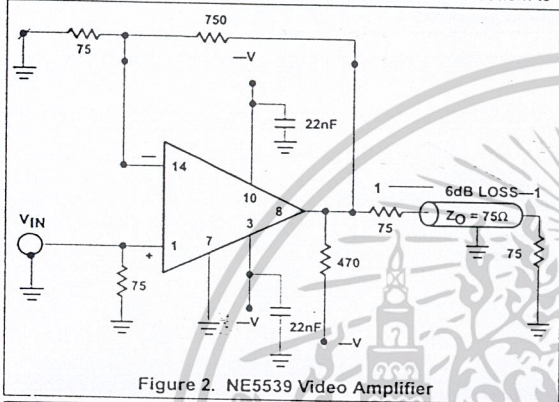 750
75
—V
22nF
14
10
1 6dB LOSS—1
8
75
ZO = 75Ω
VIN
3
1
7
+
75
470
75
—V
22nF
—V
Figure 2. NE5539 Video Amplifier